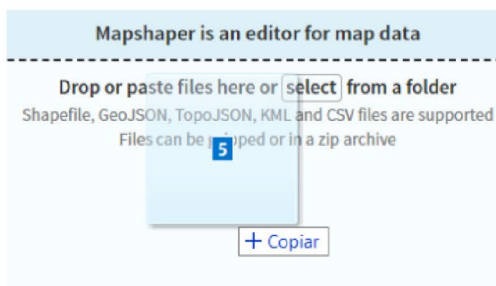 Mapshaper is an editor for map data
Drop or paste files here or select from a folder
Shapefile, GeoJSON, TopoJSON, KML and CSV files are supported
Files can be or in a zip archive
5
+ Copiar